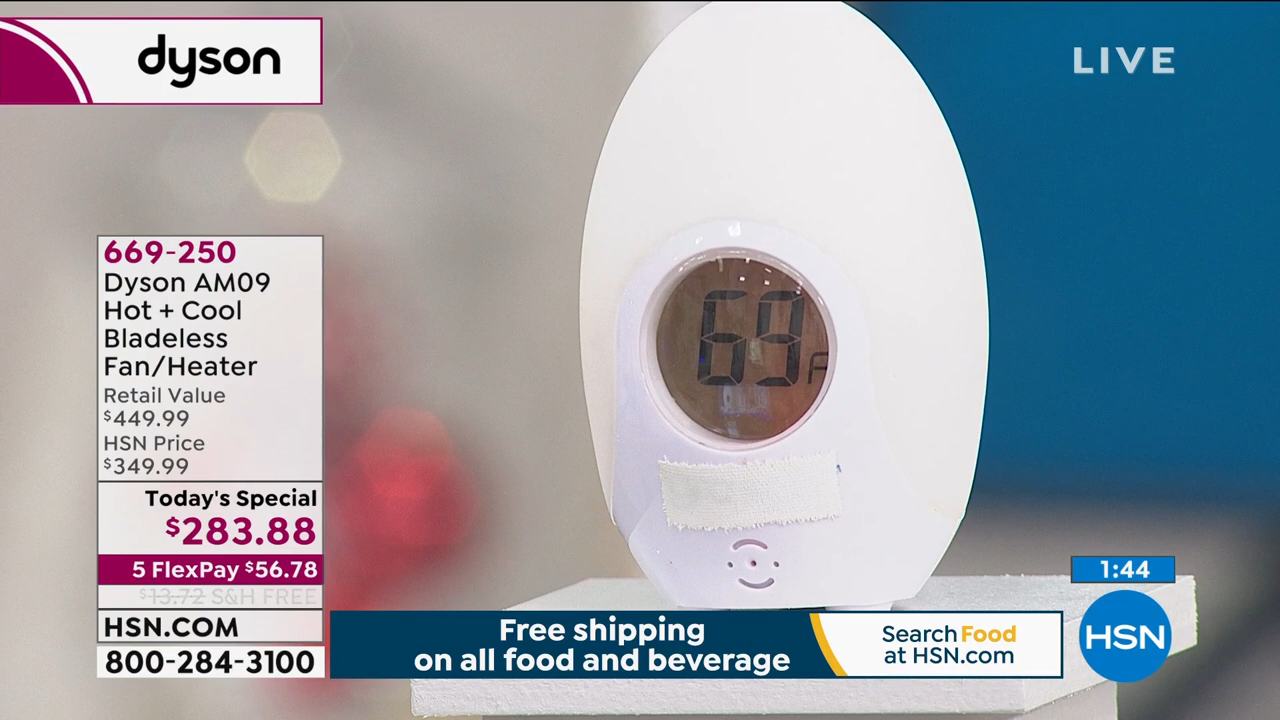 dyson
LIVE
669-250
Dyson AM09
Hot + Cool
Bladeless
Fan/Heater
Retail Value
$449.99
HSN Price
$349.99
Today's Special
$283.88
5 FlexPay $56.78
$13.72 S&H FREE
HSN.COM
800-284-3100
69 F
Free shipping
on all food and beverage
Search Food
at HSN.com
1:44
HSN